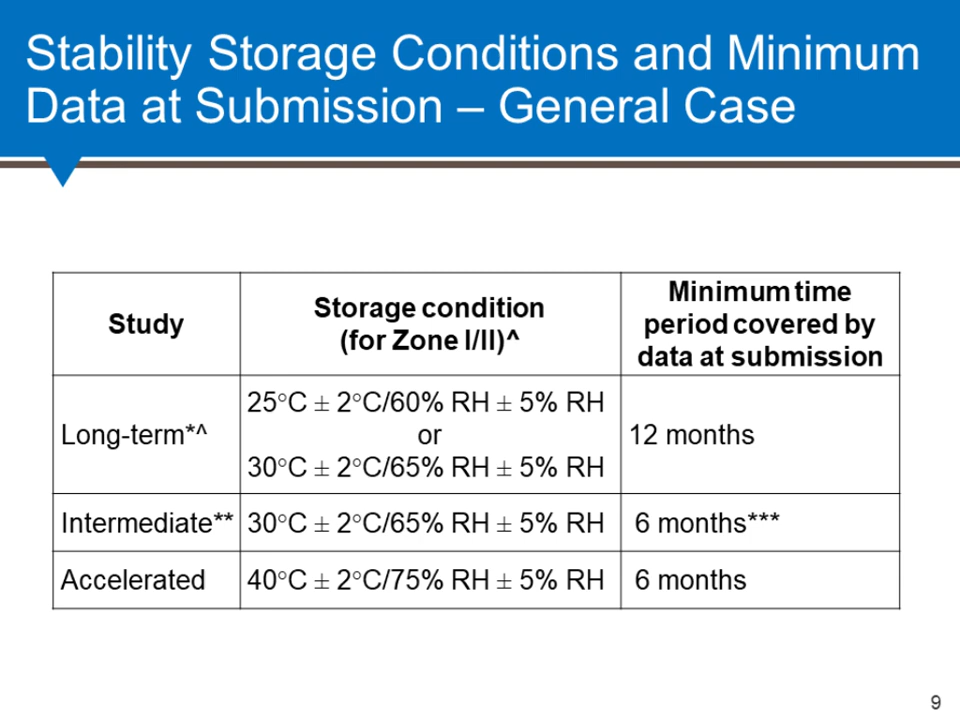 Stability Storage Conditions and Minimum
Data at Submission – General Case
Study
Storage condition
(for Zone I/II)^
Minimum time
period covered by
data at submission
Long-term*^
25°C ± 2°C/60% RH ± 5% RH
or
30°C ± 2°C/65% RH ± 5% RH
12 months
Intermediate**
30°C ± 2°C/65% RH ± 5% RH
6 months***
Accelerated
40°C ± 2°C/75% RH ± 5% RH
6 months
9